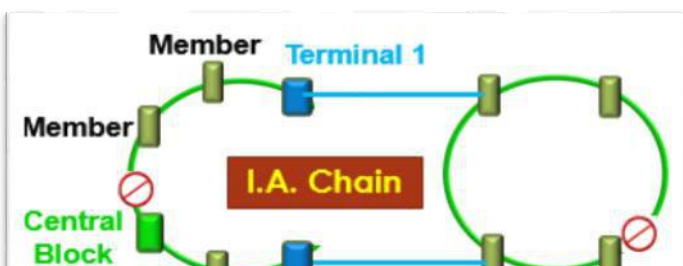 Member
Terminal 1
Member
I.A. Chain
Central
Block